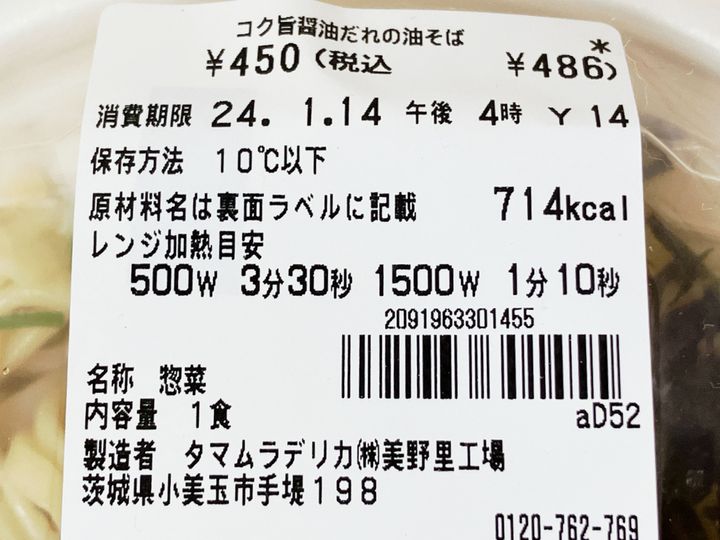 コク旨醤油だれの油そば
¥450(税込 ¥486*)
消費期限 24. 1.14 午後 4時 Y 14
保存方法 10℃以下
原材料名は裏面ラベルに記載 714kcal
レンジ加熱目安
500W 3分30秒 1500W 1分10秒
2091963301455
名称 惣菜
内容量 1食 aD52
製造者 タマムラデリカ㈱美野里工場
茨城県小美玉市手堤198
0120-762-769